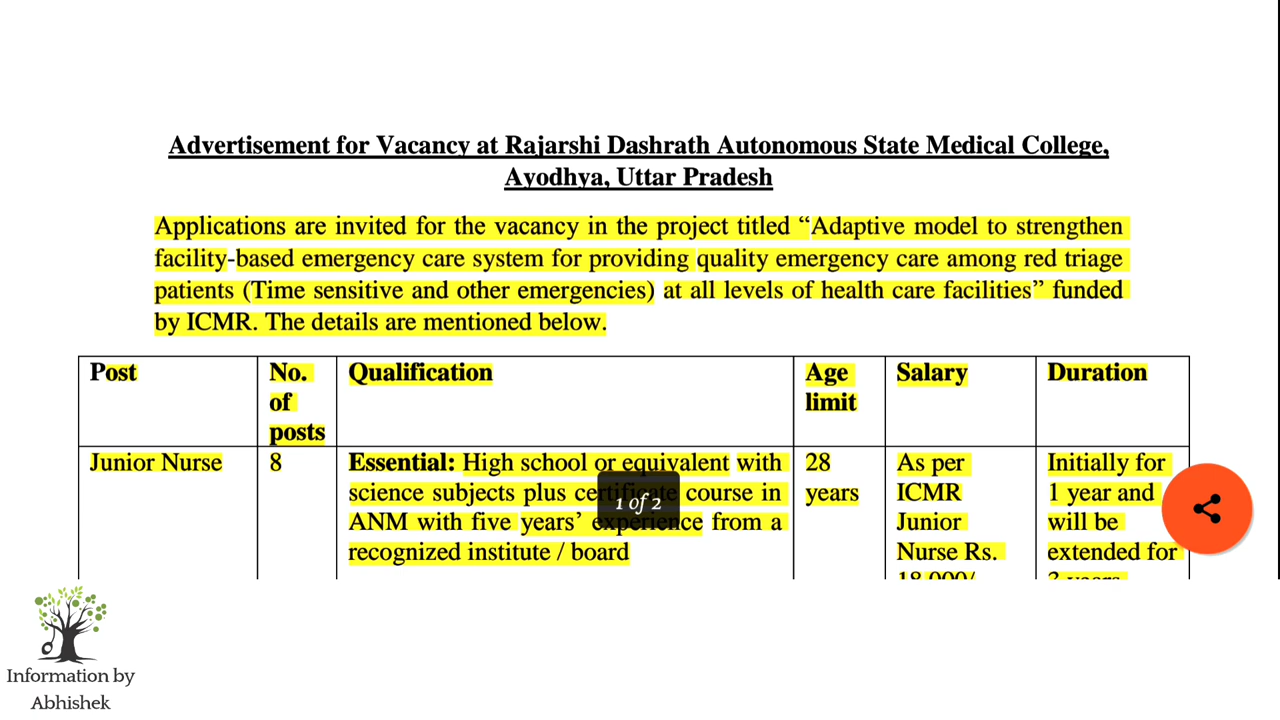 Advertisement for Vacancy at Rajarshi Dashrath Autonomous State Medical College,
Ayodhya, Uttar Pradesh
Applications are invited for the vacancy in the project titled “Adaptive model to strengthen
facility-based emergency care system for providing quality emergency care among red triage
patients (Time sensitive and other emergencies) at all levels of health care facilities” funded
by ICMR. The details are mentioned below.
Post
No.
of
posts
Qualification
Age
limit
Salary
Duration
Junior Nurse
8
Essential: High school or equivalent with
science subjects plus certificate course in
ANM with five years’ experience from a
recognized institute / board
28
years
As per
ICMR
Junior
Nurse Rs.
18,000/
Initially for
1 year and
will be
extended for
3 years
1 of 2
Information by
Abhishek